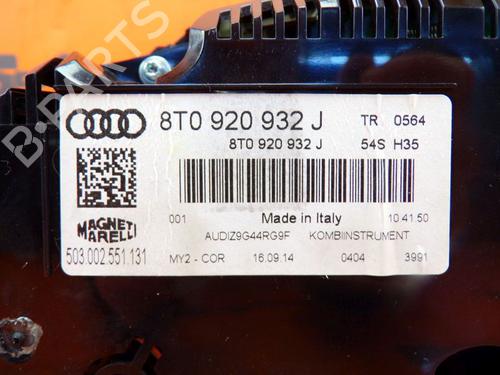 8T0 920 932 J TR 0564
8T0 920 932 J 54S H35
001 Made in Italy 10 41 50
MAGNETI MARELLI
AUDIZ9G44RG9F KOMBIINSTRUMENT
503.002.551.131 MY2 - COR 16.09.14 0404 3991
B-PARTS